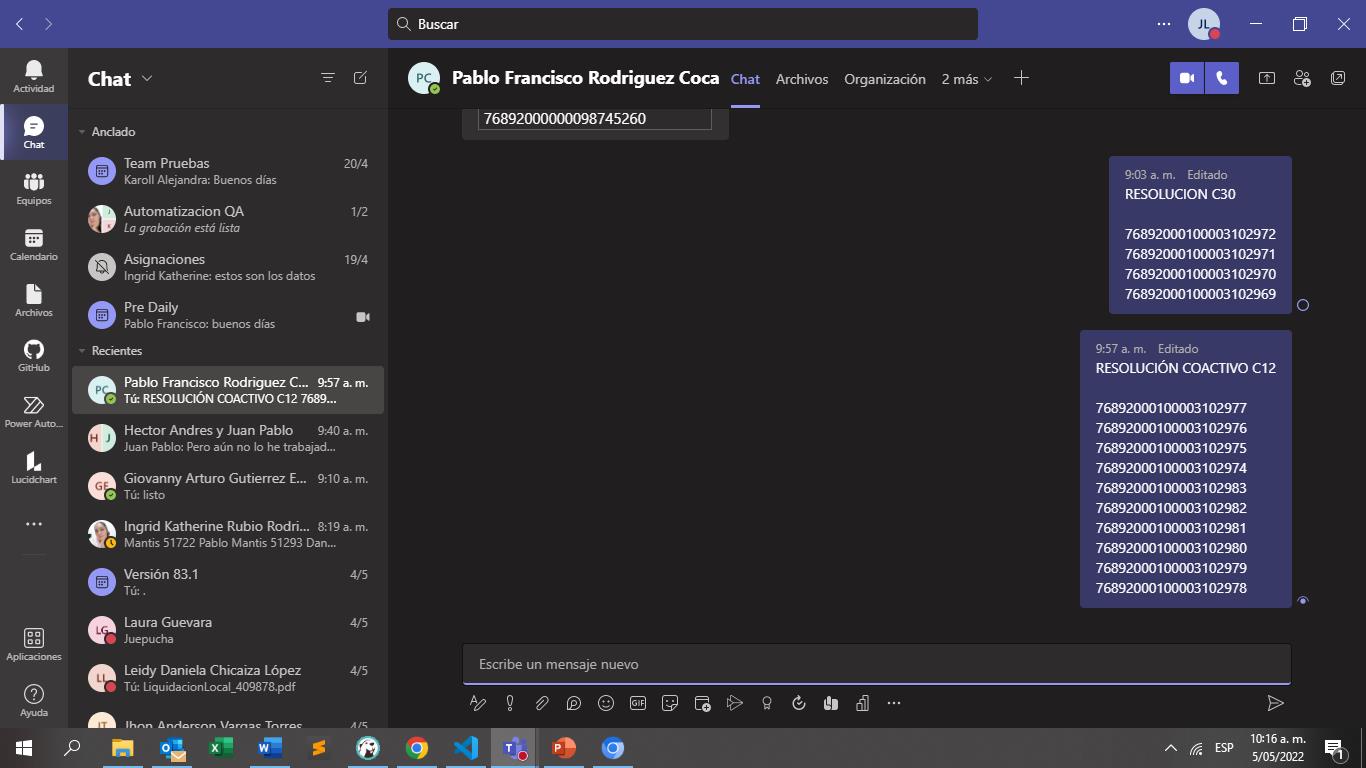 Buscar
JL
Actividad
Chat
Equipos
Calendario
Archivos
GitHub
Power Auto...
Lucidchart
Aplicaciones
Ayuda
Chat
Anclado
Team Pruebas 20/4
Karoll Alejandra: Buenos días
Automatizacion QA 1/2
La grabación está lista
Asignaciones 19/4
Ingrid Katherine: estos son los datos
Pre Daily
Pablo Francisco: buenos días
Recientes
PC
Pablo Francisco Rodriguez C... 9:57 a. m.
Tú: RESOLUCIÓN COACTIVO C12 7689...
H J
Hector Andres y Juan Pablo 9:40 a. m.
Juan Pablo: Pero aún no lo he trabajad...
GE
Giovanny Arturo Gutierrez E... 9:10 a. m.
Tú: listo
Ingrid Katherine Rubio Rodri... 8:19 a. m.
Mantis 51722 Pablo Mantis 51293 Dan...
Versión 83.1 4/5
Tú: .
LG
Laura Guevara 4/5
Juepucha
LL
Leidy Daniela Chicaiza López 4/5
Tú: LiquidacionLocal_409878.pdf
JT
Jhon Anderson Vargas Torres 4/5
PC
Pablo Francisco Rodriguez Coca
Chat Archivos Organización 2 más
76892000000098745260
9:03 a. m. Editado
RESOLUCION C30
76892000100003102972
76892000100003102971
76892000100003102970
76892000100003102969
9:57 a. m. Editado
RESOLUCIÓN COACTIVO C12
76892000100003102977
76892000100003102976
76892000100003102975
76892000100003102974
76892000100003102983
76892000100003102982
76892000100003102981
76892000100003102980
76892000100003102979
76892000100003102978
Escribe un mensaje nuevo
GIF
ESP
10:16 a. m.
5/05/2022
1